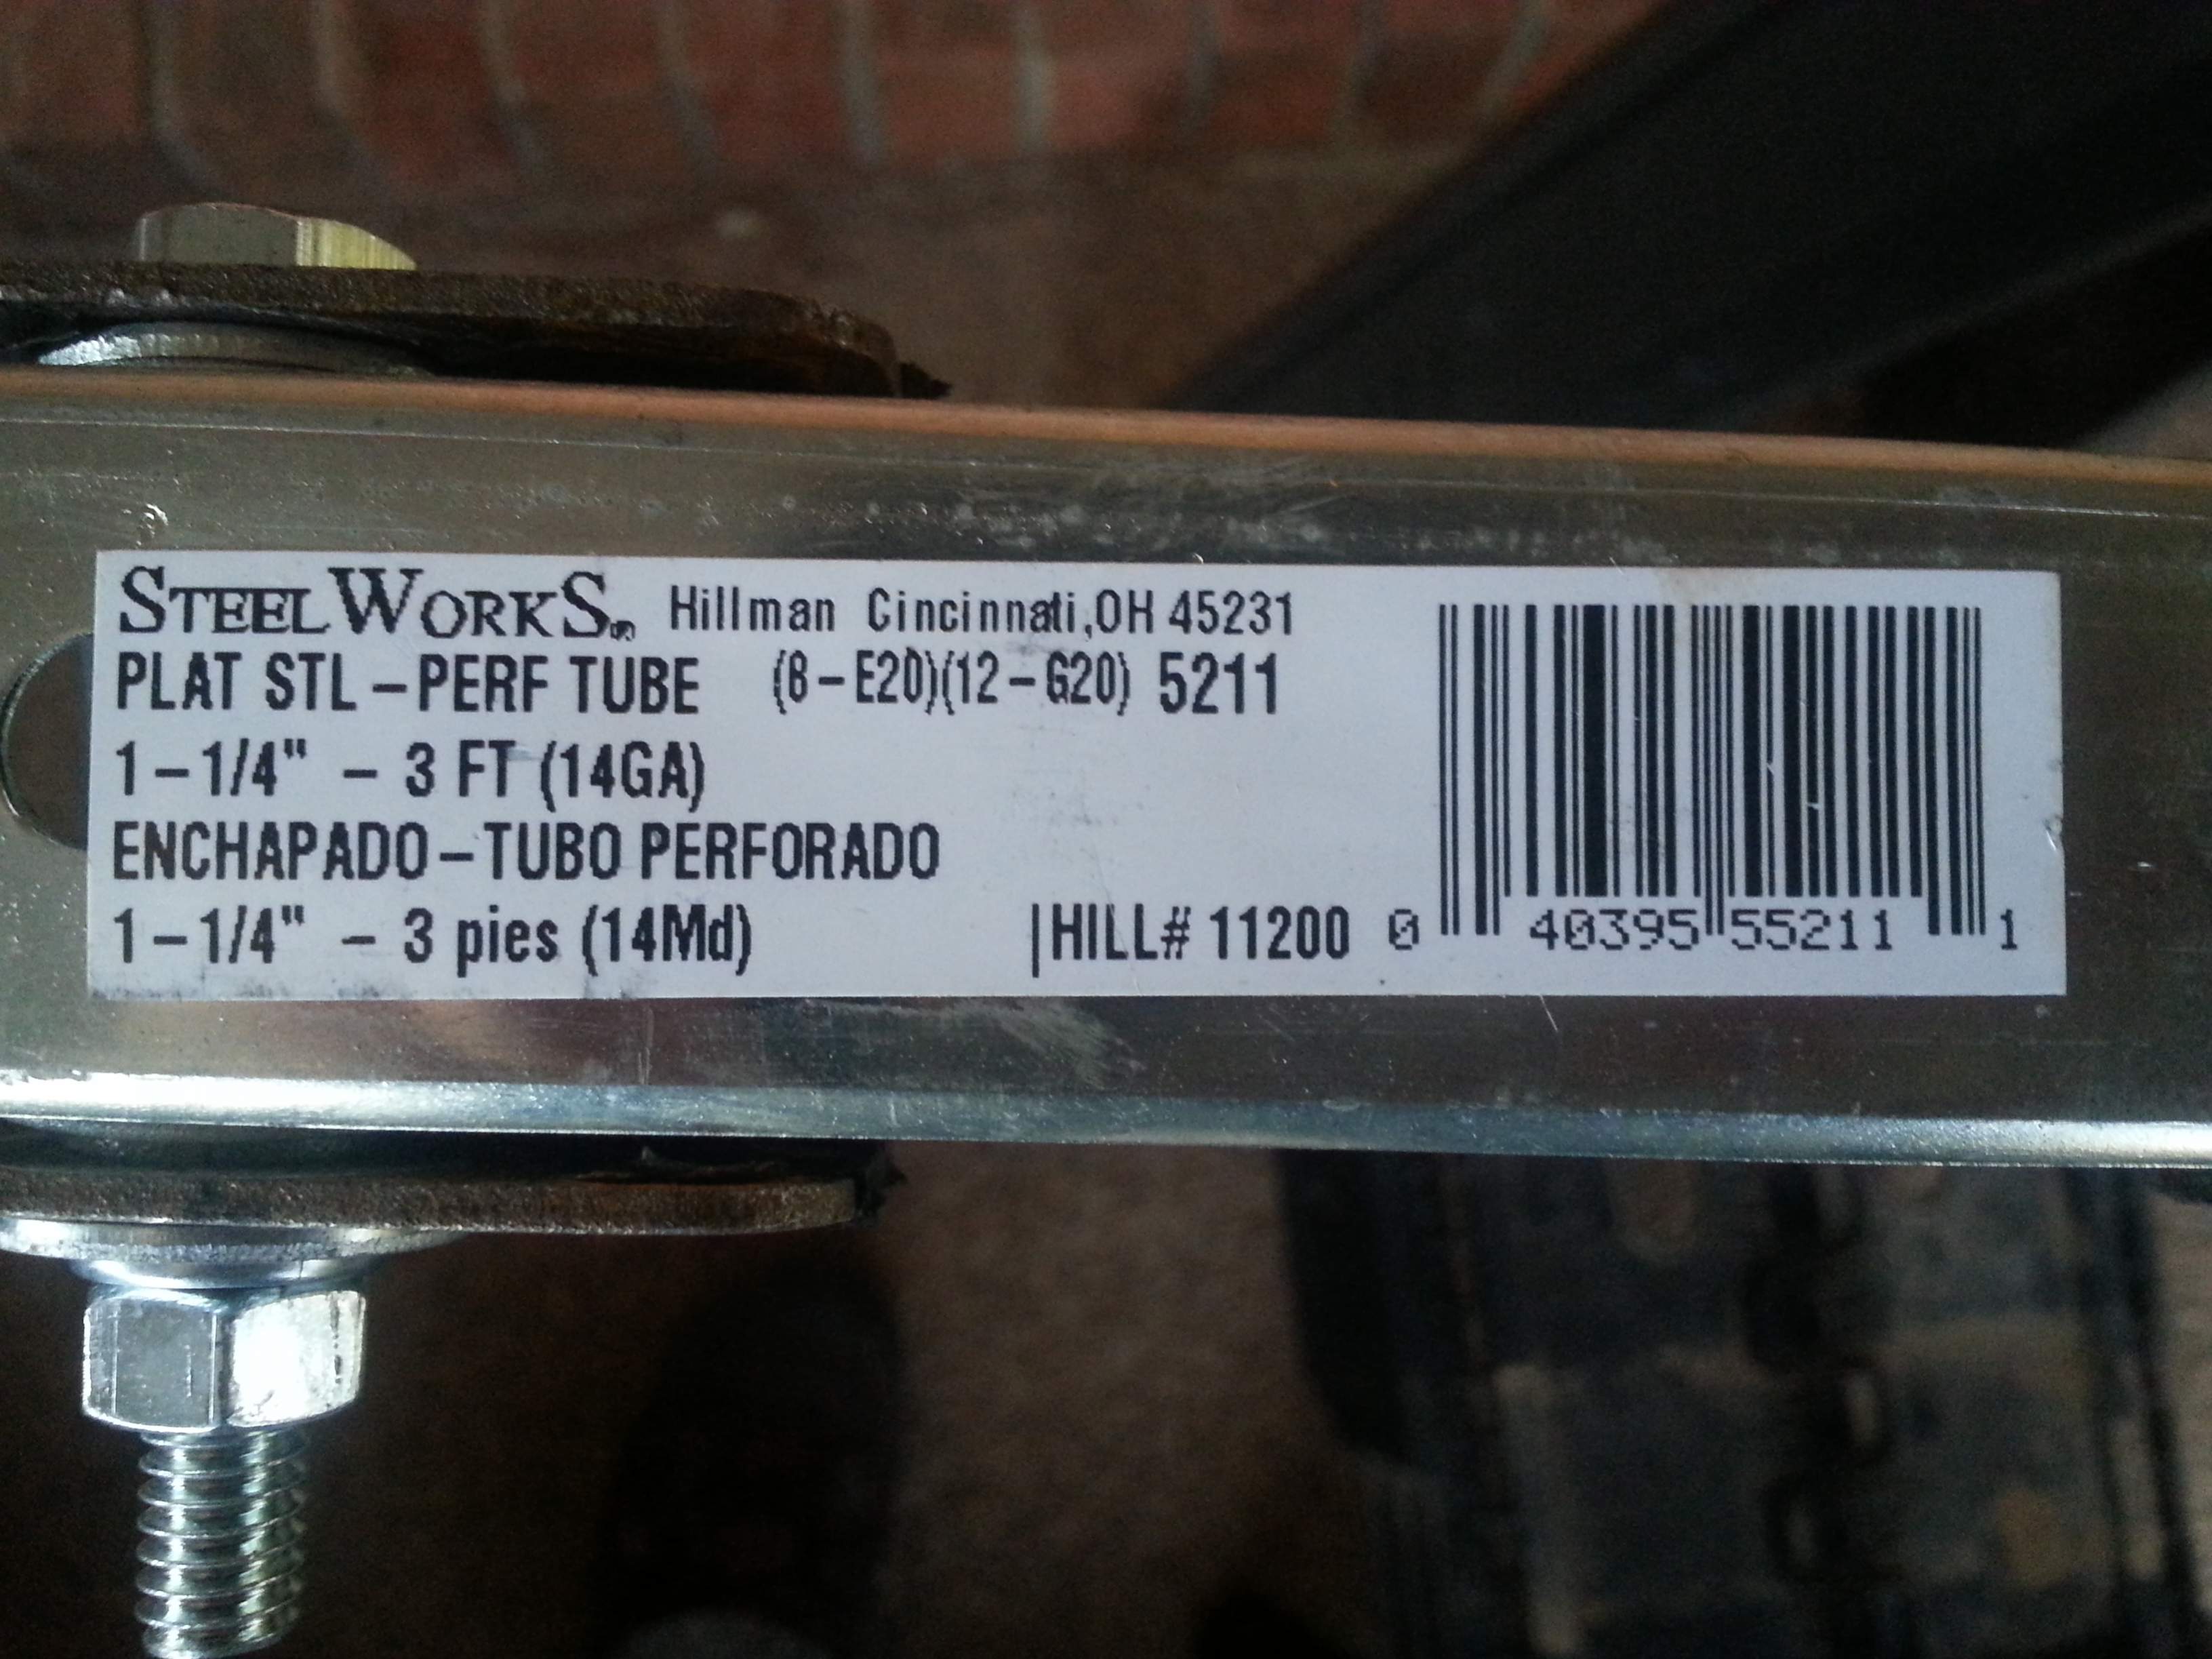 STEELWORKS® Hillman Cincinnati,OH 45231
PLAT STL-PERF TUBE (8-E20)(12-G20) 5211
1-1/4" - 3 FT (14GA)
ENCHAPADO-TUBO PERFORADO
1-1/4" - 3 pies (14Md)
|HILL# 11200
0 40395 55211 1